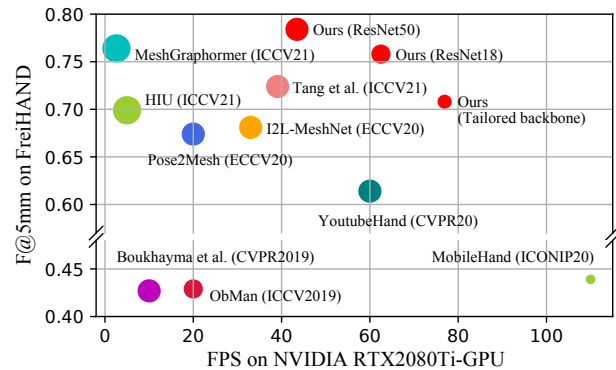 0.80
Ours (ResNet50)
MeshGraphormer (ICCV21)
Ours (ResNet18)
0.75
Tang et al. (ICCV21)
HIU (ICCV21)
Ours
(Tailored backbone)
0.70
I2L-MeshNet (ECCV20)
Pose2Mesh (ECCV20)
0.65
0.60
YoutubeHand (CVPR20)
Boukhayma et al. (CVPR2019)
MobileHand (ICONIP20)
0.45
ObMan (ICCV2019)
0.40
F@5mm on FreiHAND
0 20 40 60 80 100
FPS on NVIDIA RTX2080Ti-GPU